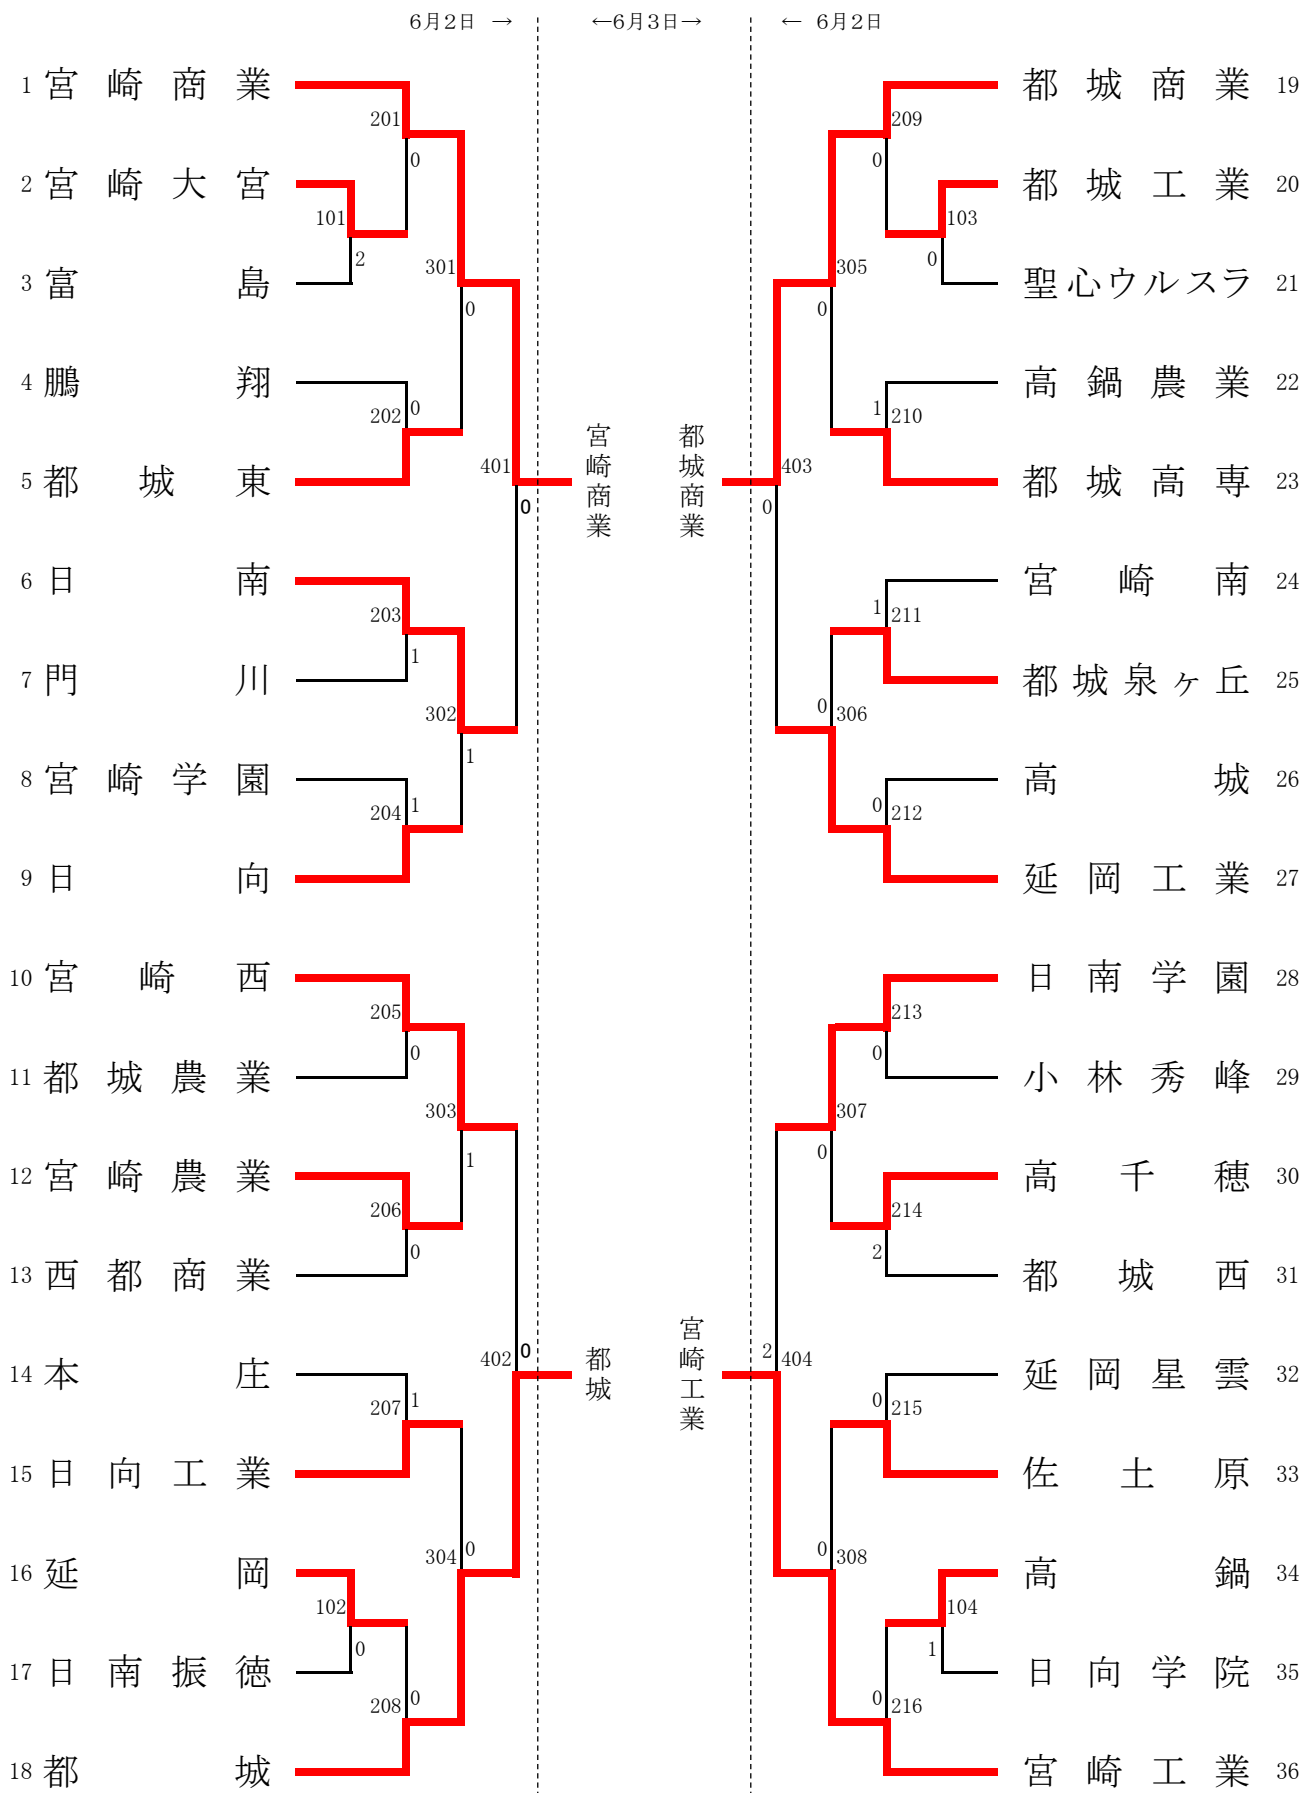 6月2日 → ←6月3日→ ← 6月2日
1 宮崎商業
201
0
2 宮崎大宮
101
2
3 富島
301
0
4 鵬翔
0
202
5 都城東
401
0
宮崎商業
6 日南
203
1
7 門川
302
1
8 宮崎学園
1
204
9 日向
10 宮崎西
205
0
11 都城農業
303
1
12 宮崎農業
206
0
13 西都商業
402
0
都城
14 本庄
1
207
15 日向工業
0
304
16 延岡
102
0
17 日南振徳
0
208
18 都城
都城商業 19
209
0
都城工業 20
103
0
聖心ウルスラ 21
305
0
高鍋農業 22
1
210
都城高専 23
都城商業
403
0
宮崎南 24
1
211
都城泉ヶ丘 25
0
306
高城 26
0
212
延岡工業 27
日南学園 28
213
0
小林秀峰 29
307
0
高千穂 30
214
2
都城西 31
宮崎工業
2
404
延岡星雲 32
0
215
佐土原 33
0
308
高鍋 34
104
1
日向学院 35
0
216
宮崎工業 36